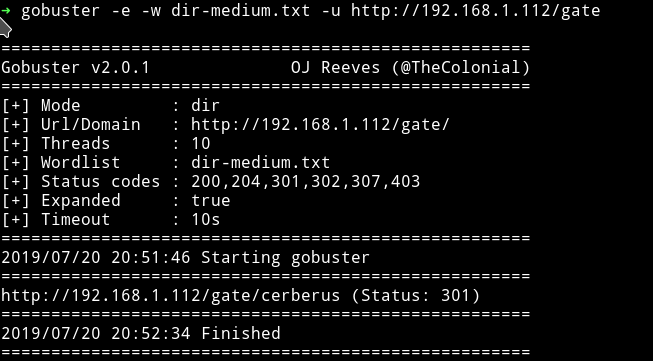 ➜ gobuster -e -w dir-medium.txt -u http://192.168.1.112/gate
=====================================================
Gobuster v2.0.1              OJ Reeves (@TheColonial)
=====================================================
[+] Mode         : dir
[+] Url/Domain   : http://192.168.1.112/gate/
[+] Threads      : 10
[+] Wordlist     : dir-medium.txt
[+] Status codes : 200,204,301,302,307,403
[+] Expanded     : true
[+] Timeout      : 10s
=====================================================
2019/07/20 20:51:46 Starting gobuster
=====================================================
http://192.168.1.112/gate/cerberus (Status: 301)
=====================================================
2019/07/20 20:52:34 Finished
=====================================================